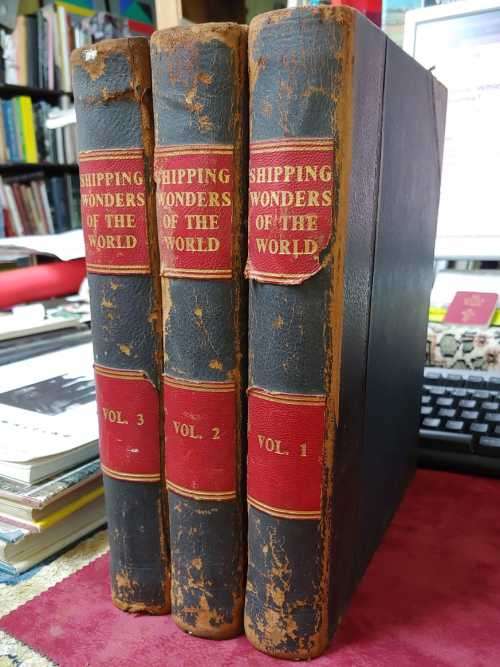 SHIPPING
WONDERS
OF THE
WORLD
VOL. 3
SHIPPING
WONDERS
OF THE
WORLD
VOL. 2
SHIPPING
WONDERS
OF THE
WORLD
VOL. 1